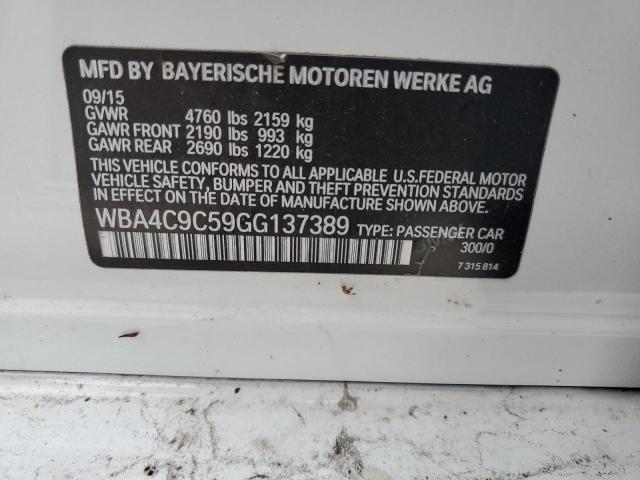 MFD BY BAYERISCHE MOTOREN WERKE AG
09/15
GVWR 4760 lbs 2159 kg
GAWR FRONT 2190 lbs 993 kg
GAWR REAR 2690 lbs 1220 kg
THIS VEHICLE CONFORMS TO ALL APPLICABLE U.S.FEDERAL MOTOR
VEHICLE SAFETY, BUMPER AND THEFT PREVENTION STANDARDS
IN EFFECT ON THE DATE OF MANUFACTURE SHOWN ABOVE.
WBA4C9C59GG137389 TYPE: PASSENGER CAR
300/0
7 315 814